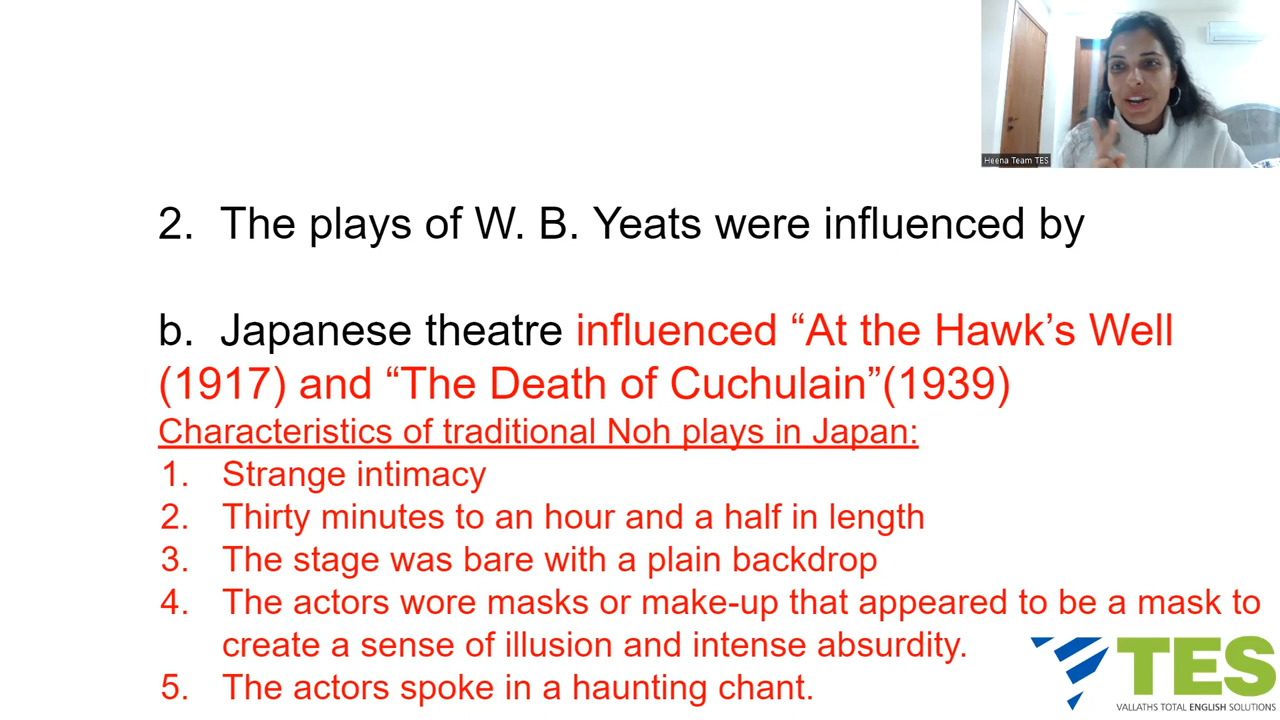 Heena Team TES
2. The plays of W. B. Yeats were influenced by
b. Japanese theatre influenced “At the Hawk’s Well
(1917) and “The Death of Cuchulain”(1939)
Characteristics of traditional Noh plays in Japan:
1. Strange intimacy
2. Thirty minutes to an hour and a half in length
3. The stage was bare with a plain backdrop
4. The actors wore masks or make-up that appeared to be a mask to
create a sense of illusion and intense absurdity.
5. The actors spoke in a haunting chant.
TES
VALLATHS TOTAL ENGLISH SOLUTIONS